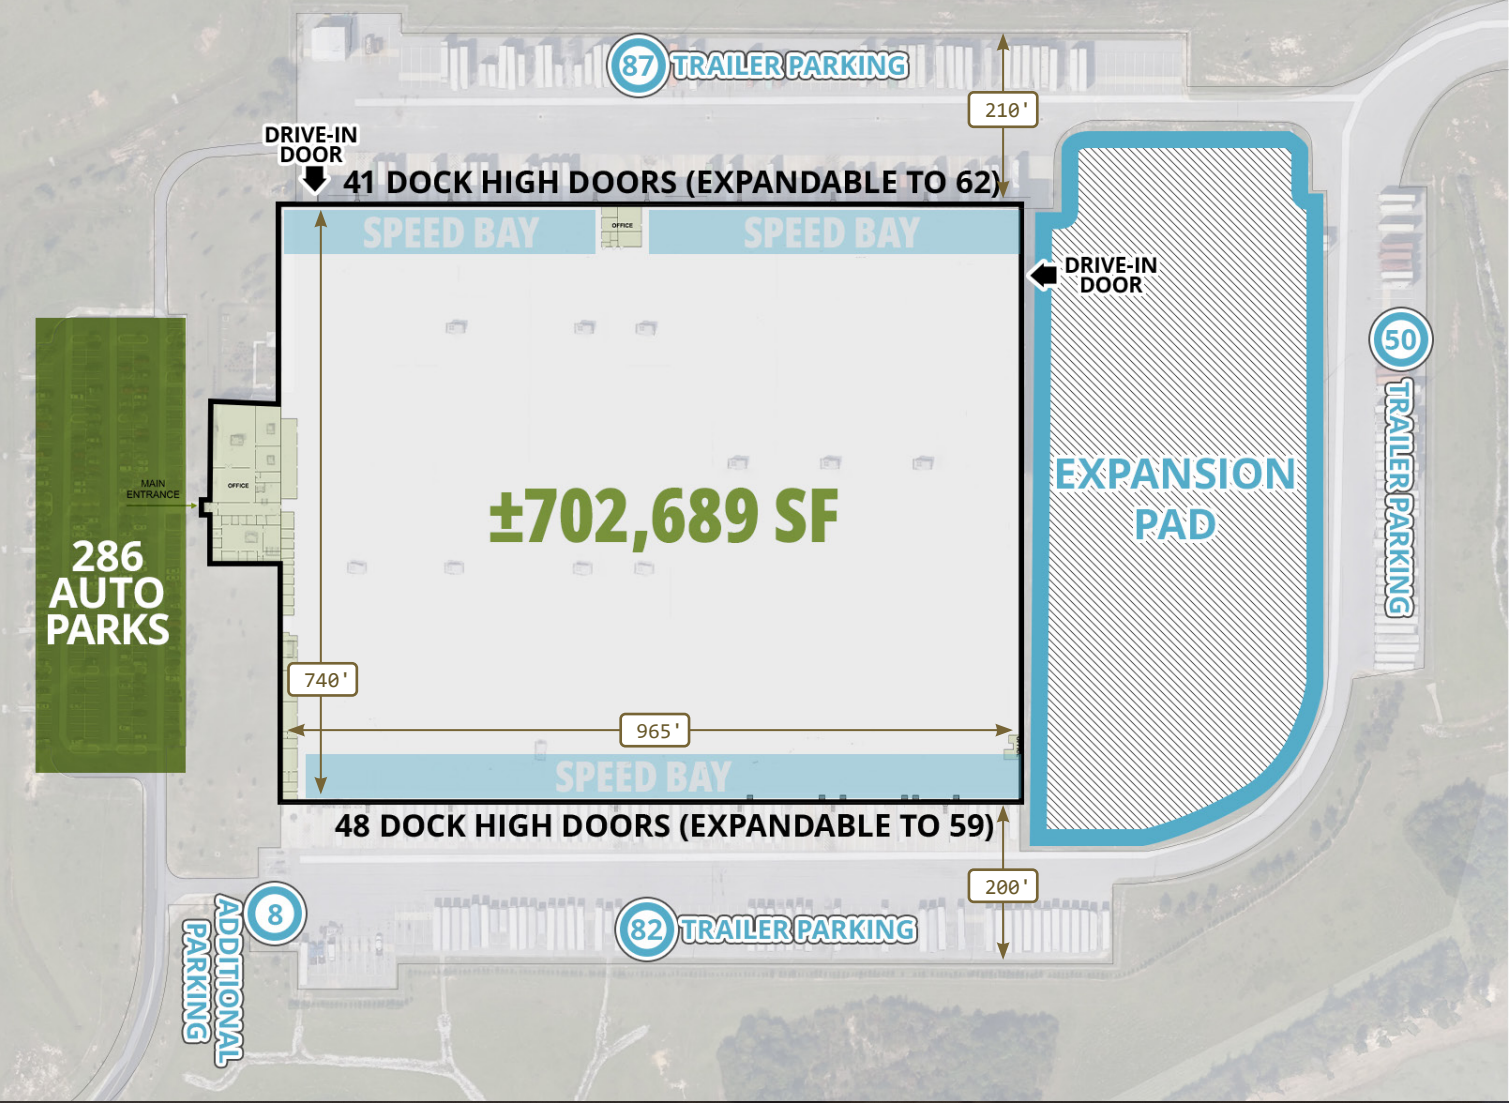 87 TRAILER PARKING
210'
DRIVE-IN
DOOR
41 DOCK HIGH DOORS (EXPANDABLE TO 62)
SPEED BAY
OFFICE
SPEED BAY
DRIVE-IN
DOOR
50
TRAILER PARKING
EXPANSION
PAD
MAIN
ENTRANCE
OFFICE
±702,689 SF
286
AUTO
PARKS
740'
965'
SPEED BAY
48 DOCK HIGH DOORS (EXPANDABLE TO 59)
200'
8
ADDITIONAL
PARKING
82 TRAILER PARKING